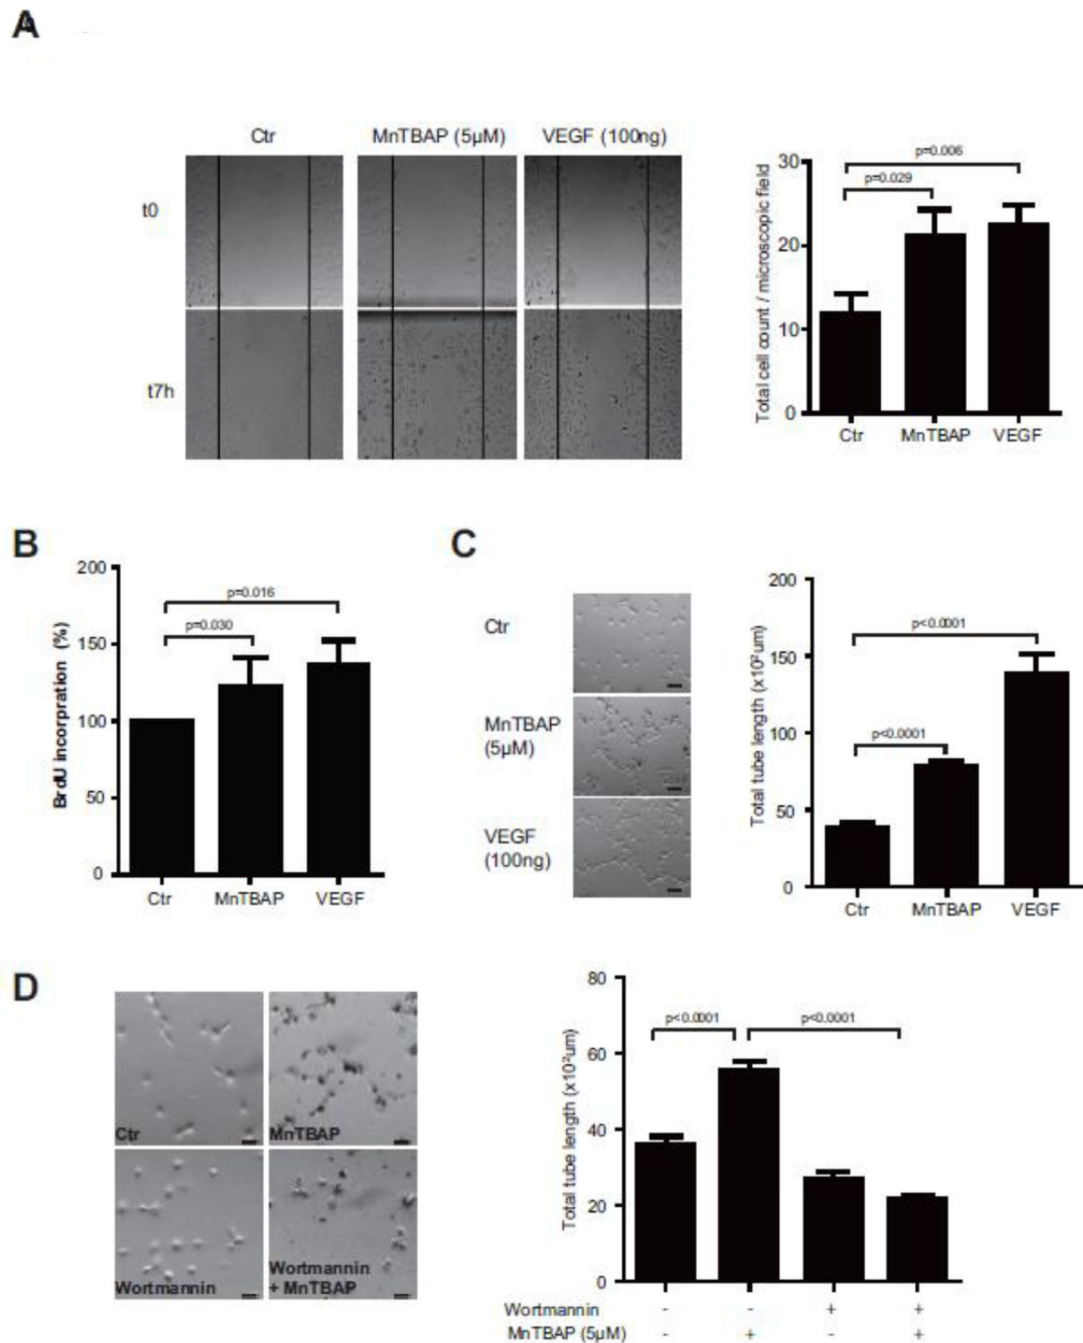 A
Ctr MnTBAP (5µM) VEGF (100ng)
t0
t7h
Total cell count / microscopic field
30
20
10
0
p=0.006
p=0.029
Ctr MnTBAP VEGF
B
BrdU incorpration (%)
200
150
100
50
0
p=0.016
p=0.030
Ctr MnTBAP VEGF
C
Ctr
MnTBAP
(5µM)
VEGF
(100ng)
Total tube length (x10²um)
200
150
100
50
0
p<0.0001
p<0.0001
Ctr MnTBAP VEGF
D
Ctr
MnTBAP
Wortmannin
Wortmannin
+ MnTBAP
Total tube length (x10²um)
80
60
40
20
0
p<0.0001 p<0.0001
Wortmannin - - + +
MnTBAP (5µM) - + - +